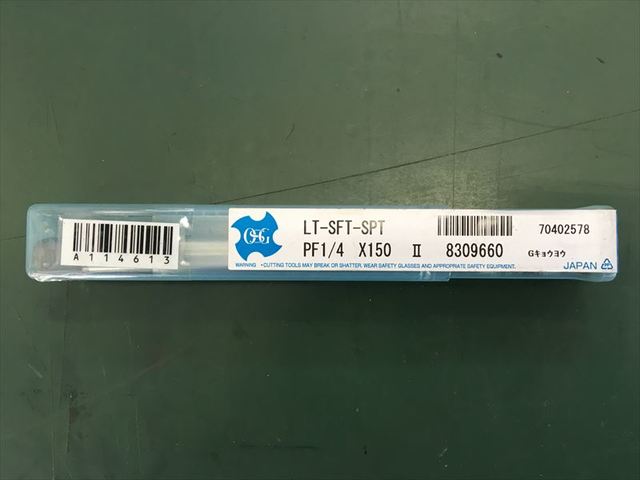 A114613
OSG
LT-SFT-SPT
PF1/4 X150 Ⅱ 8309660
70402578
Gキョウヨウ
WARNING • CUTTING TOOLS MAY BREAK OR SHATTER. WEAR SAFETY GLASSES AND APPROPRIATE SAFETY EQUIPMENT.
JAPAN